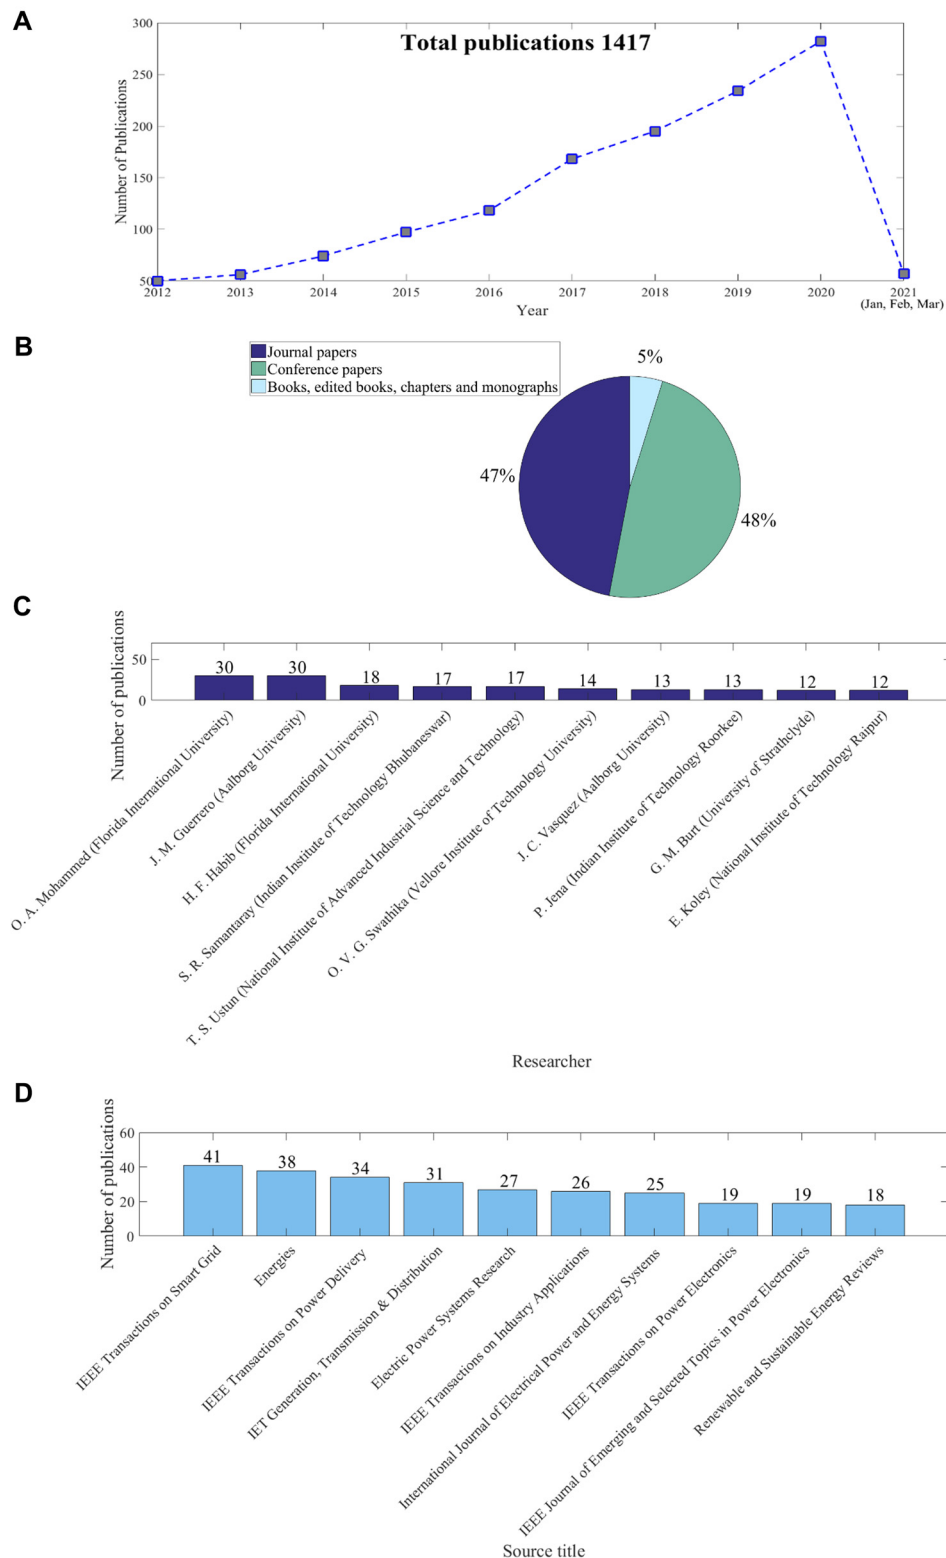 A
Total publications 1417
300
250
200
150
100
50
Number of Publications
2012 2013 2014 2015 2016 2017 2018 2019 2020 2021
(Jan, Feb, Mar)
Year
B
Journal papers
Conference papers
Books, edited books, chapters and monographs
5%
47%
48%
C
Number of publications
50
0
30 30 18 17 17 14 13 13 12 12
O. A. Mohammed (Florida International University)
J. M. Guerrero (Aalborg University)
H. F. Habib (Florida International University)
S. R. Samantaray (Indian Institute of Technology Bhubaneswar)
T. S. Ustun (National Institute of Advanced Industrial Science and Technology)
O. V. G. Swathika (Vellore Institute of Technology University)
J. C. Vasquez (Aalborg University)
P. Jena (Indian Institute of Technology Roorkee)
G. M. Burt (University of Strathclyde)
E. Koley (National Institute of Technology Raipur)
Researcher
D
Number of publications
60
40
20
0
41 38 34 31 27 26 25 19 19 18
IEEE Transactions on Smart Grid
Energies
IEEE Transactions on Power Delivery
IET Generation, Transmission & Distribution
Electric Power Systems Research
IEEE Transactions on Industry Applications
International Journal of Electrical Power and Energy Systems
IEEE Transactions on Power Electronics
IEEE Journal of Emerging and Selected Topics in Power Electronics
Renewable and Sustainable Energy Reviews
Source title